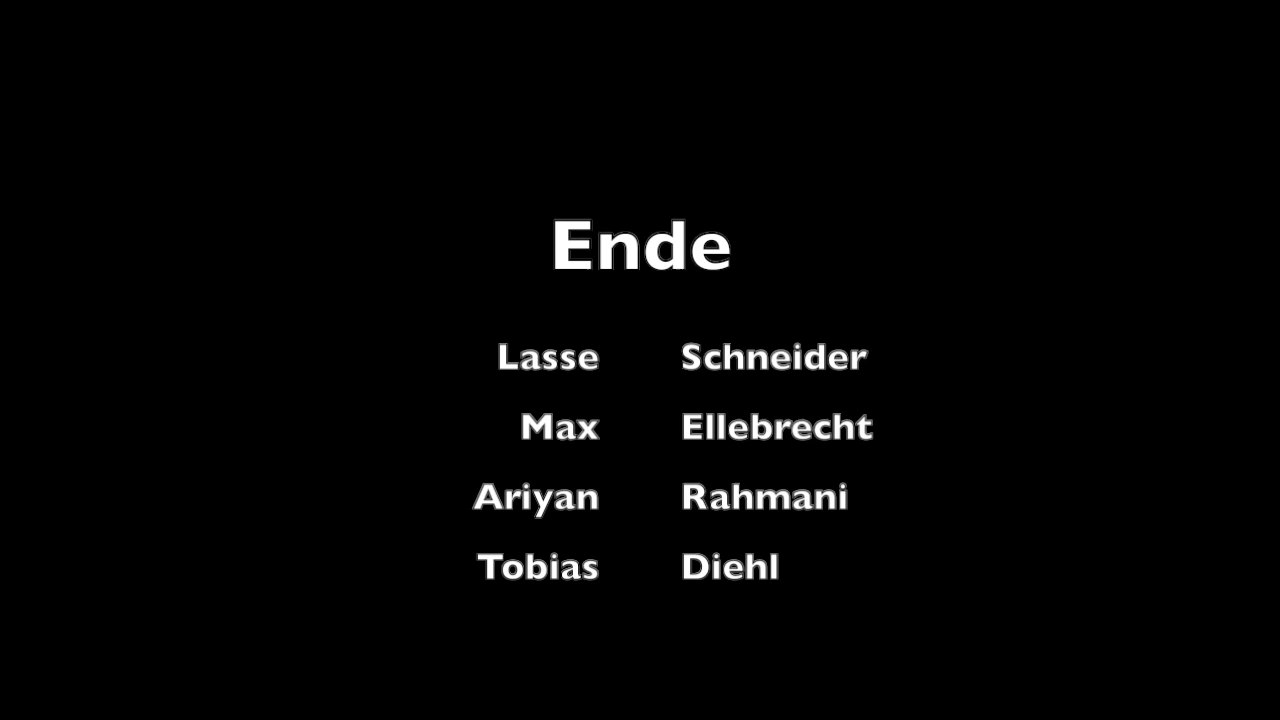 Ende
Lasse Schneider
Max Ellebrecht
Ariyan Rahmani
Tobias Diehl